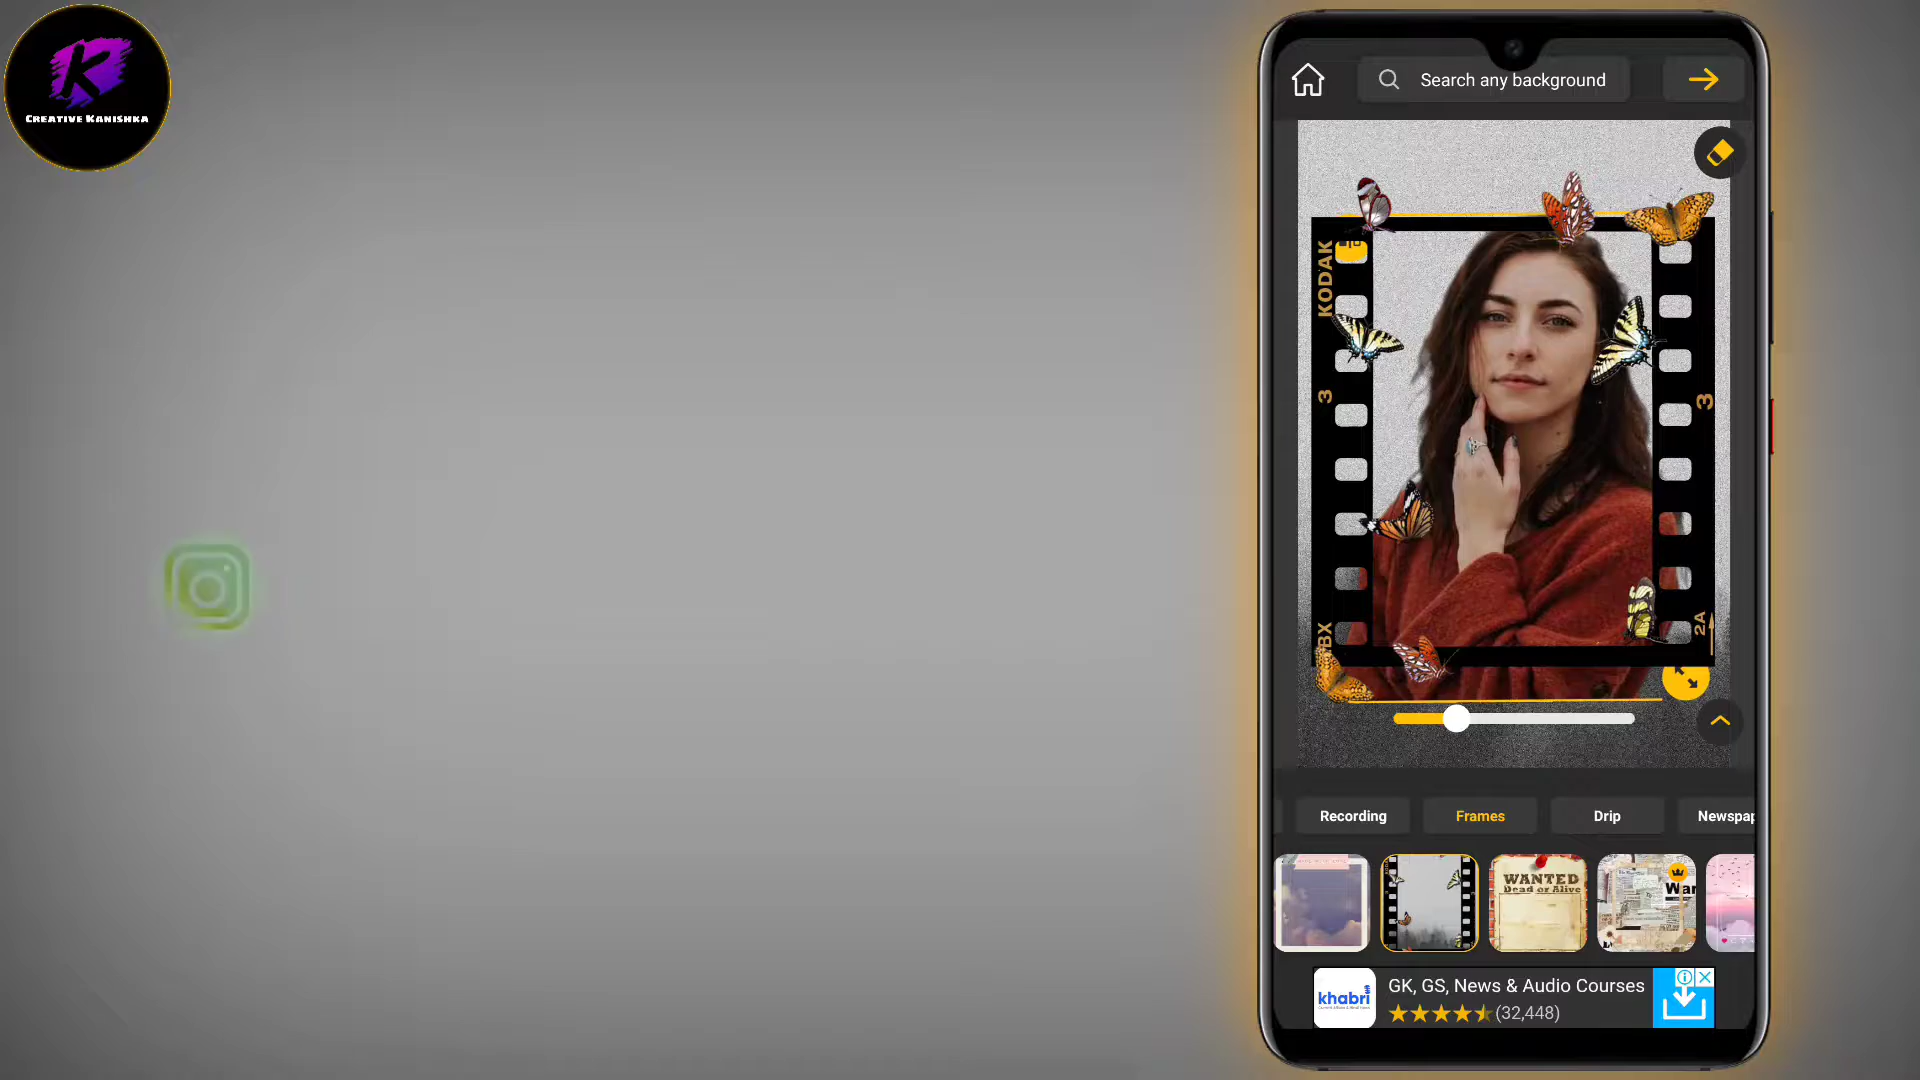 K
CREATIVE KANISHKA
Search any background
KODAK
3
3
2A
Recording
Frames
Drip
Newspap
WANTED
Dead or Alive
War
khabri
GK, GS, News & Audio Courses
(32,448)